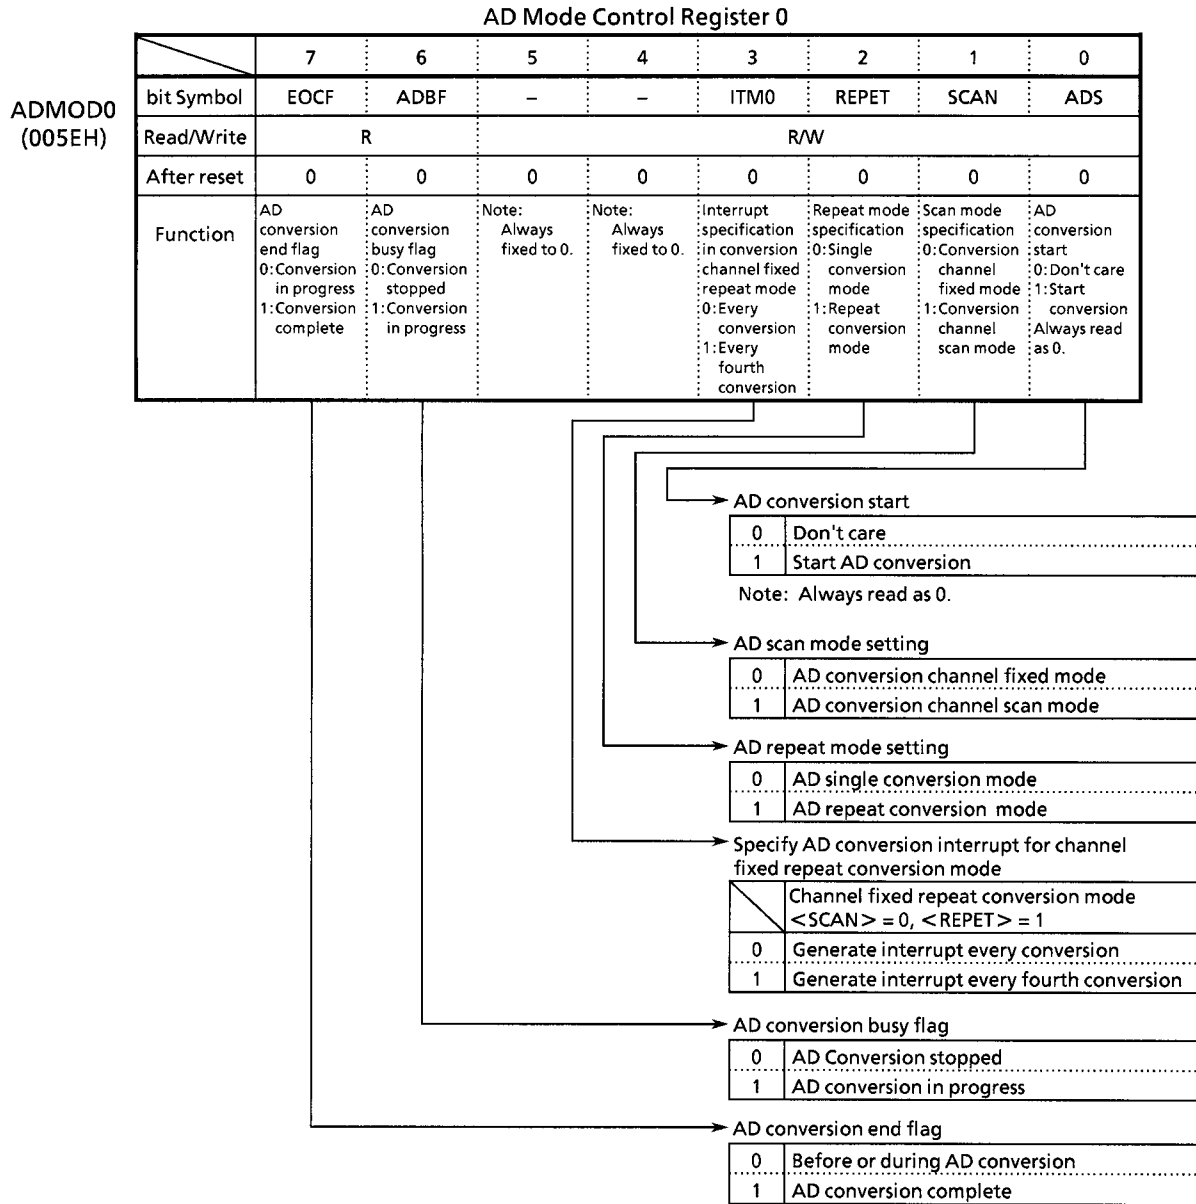 AD Mode Control Register 0
7 6 5 4 3 2 1 0
ADMOD0
(005EH)
bit Symbol EOCF ADBF – – ITM0 REPET SCAN ADS
Read/Write R R/W
After reset 0 0 0 0 0 0 0 0
Function
AD
conversion
end flag
0:Conversion
in progress
1:Conversion
complete
AD
conversion
busy flag
0:Conversion
stopped
1:Conversion
in progress
Note:
Always
fixed to 0.
Note:
Always
fixed to 0.
Interrupt
specification
in conversion
channel fixed
repeat mode
0:Every
conversion
1:Every
fourth
conversion
Repeat mode
specification
0:Single
conversion
mode
1:Repeat
conversion
mode
Scan mode
specification
0:Conversion
channel
fixed mode
1:Conversion
channel
scan mode
AD
conversion
start
0:Don't care
1:Start
conversion
Always read
as 0.
AD conversion start
0 Don't care
1 Start AD conversion
Note: Always read as 0.
AD scan mode setting
0 AD conversion channel fixed mode
1 AD conversion channel scan mode
AD repeat mode setting
0 AD single conversion mode
1 AD repeat conversion mode
Specify AD conversion interrupt for channel
fixed repeat conversion mode
Channel fixed repeat conversion mode
<SCAN> = 0, <REPET> = 1
0 Generate interrupt every conversion
1 Generate interrupt every fourth conversion
AD conversion busy flag
0 AD Conversion stopped
1 AD conversion in progress
AD conversion end flag
0 Before or during AD conversion
1 AD conversion complete